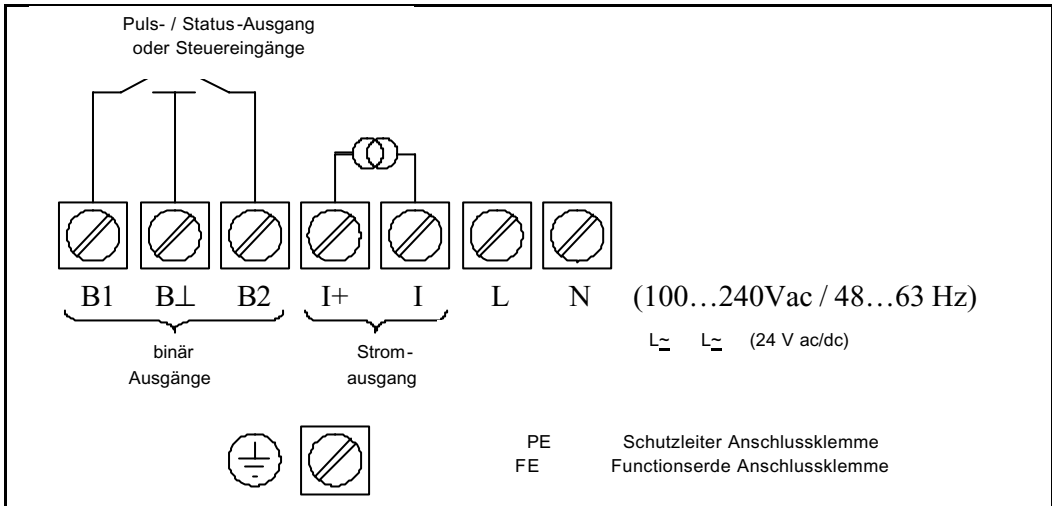 Puls- / Status-Ausgang
oder Steuereingänge
B1 B⊥ B2 I+ I L N (100…240Vac / 48…63 Hz)
L~ L~ (24 V ac/dc)
binär
Ausgänge
Strom-
ausgang
PE Schutzleiter Anschlussklemme
FE Functionserde Anschlussklemme